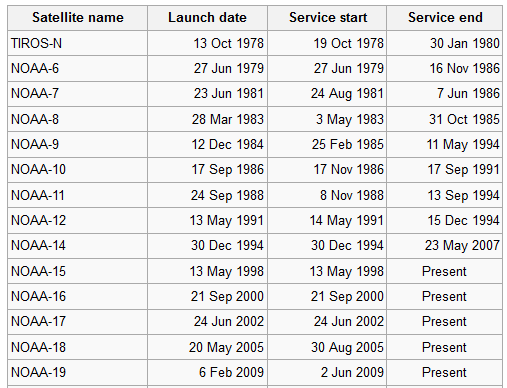 Satellite name Launch date Service start Service end
TIROS-N 13 Oct 1978 19 Oct 1978 30 Jan 1980
NOAA-6 27 Jun 1979 27 Jun 1979 16 Nov 1986
NOAA-7 23 Jun 1981 24 Aug 1981 7 Jun 1986
NOAA-8 28 Mar 1983 3 May 1983 31 Oct 1985
NOAA-9 12 Dec 1984 25 Feb 1985 11 May 1994
NOAA-10 17 Sep 1986 17 Nov 1986 17 Sep 1991
NOAA-11 24 Sep 1988 8 Nov 1988 13 Sep 1994
NOAA-12 13 May 1991 14 May 1991 15 Dec 1994
NOAA-14 30 Dec 1994 30 Dec 1994 23 May 2007
NOAA-15 13 May 1998 13 May 1998 Present
NOAA-16 21 Sep 2000 21 Sep 2000 Present
NOAA-17 24 Jun 2002 24 Jun 2002 Present
NOAA-18 20 May 2005 30 Aug 2005 Present
NOAA-19 6 Feb 2009 2 Jun 2009 Present